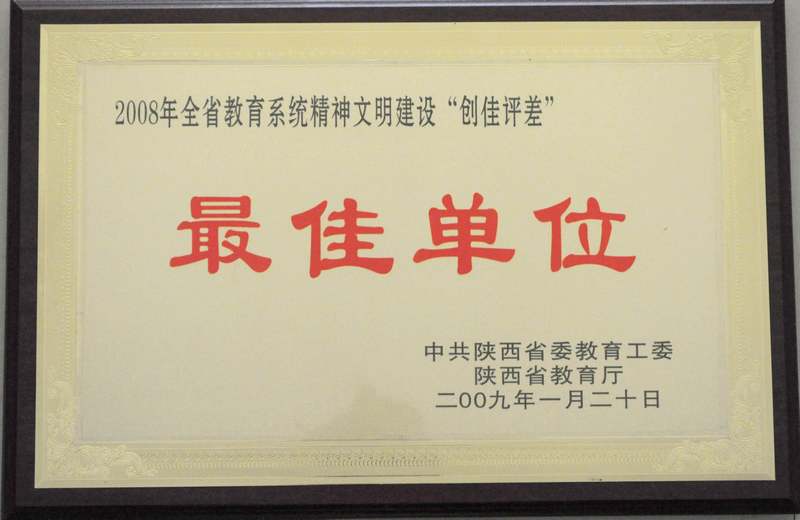 2008年全省教育系统精神文明建设“创佳评差”
最佳单位
中共陕西省委教育工委
陕西省教育厅
二00九年一月二十日